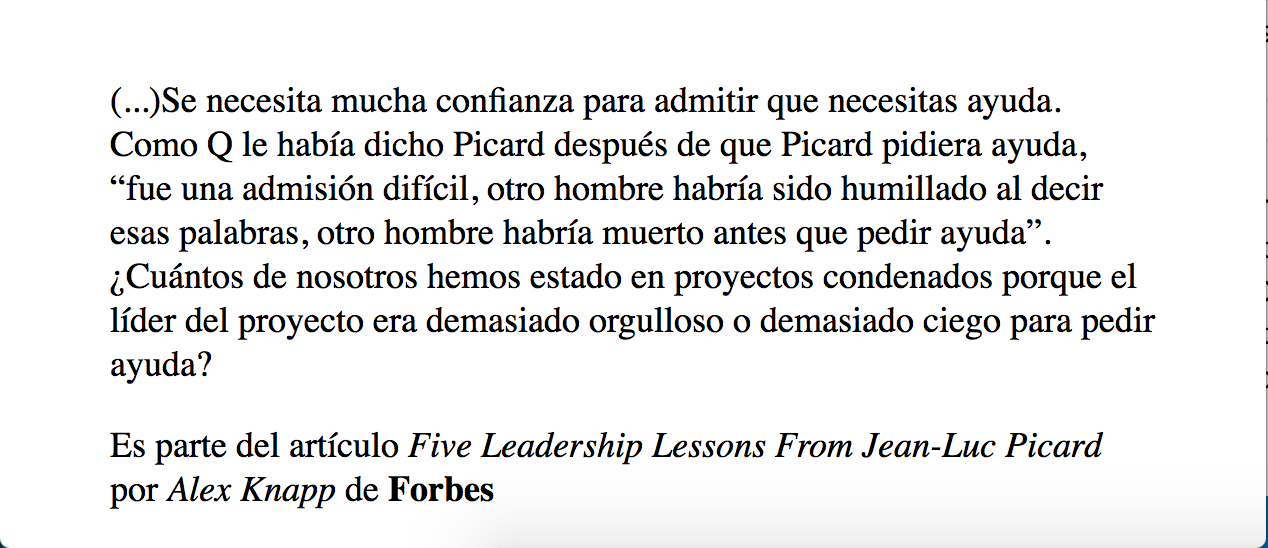 (...)Se necesita mucha confianza para admitir que necesitas ayuda.
Como Q le había dicho Picard después de que Picard pidiera ayuda,
“fue una admisión difícil, otro hombre habría sido humillado al decir
esas palabras, otro hombre habría muerto antes que pedir ayuda”.
¿Cuántos de nosotros hemos estado en proyectos condenados porque el
líder del proyecto era demasiado orgulloso o demasiado ciego para pedir
ayuda?
Es parte del artículo Five Leadership Lessons From Jean-Luc Picard
por Alex Knapp de Forbes